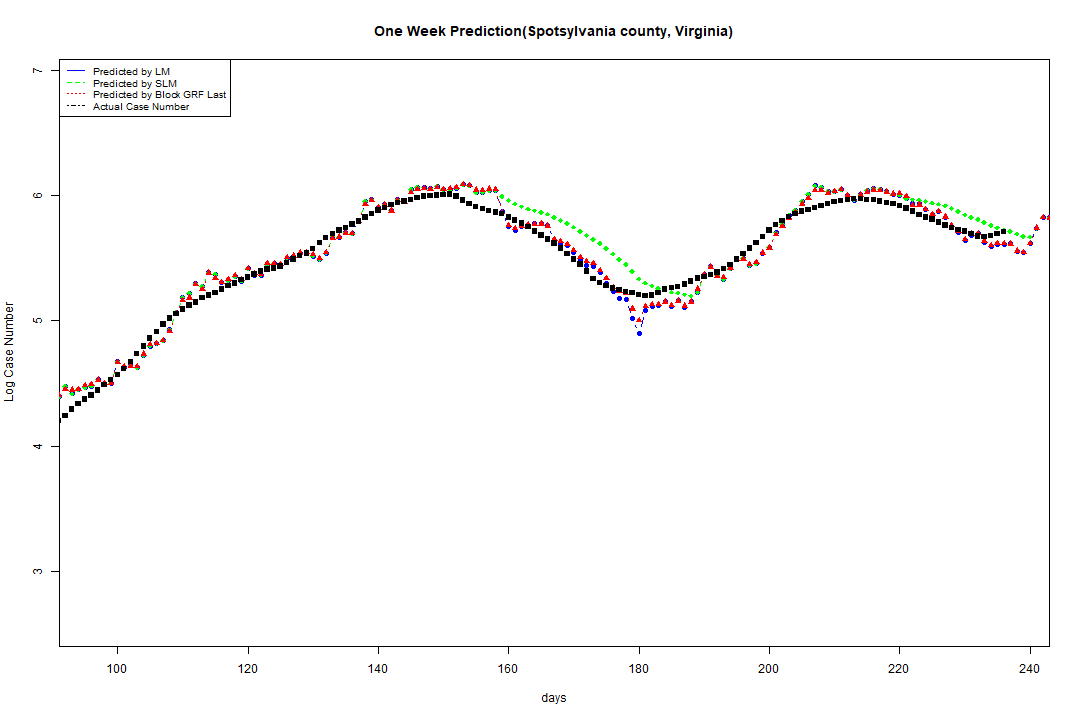 One Week Prediction(Spotsylvania county, Virginia)
Predicted by LM
Predicted by SLM
Predicted by Block GRF Last
Actual Case Number
7
6
5
4
3
Log Case Number
100 120 140 160 180 200 220 240
days